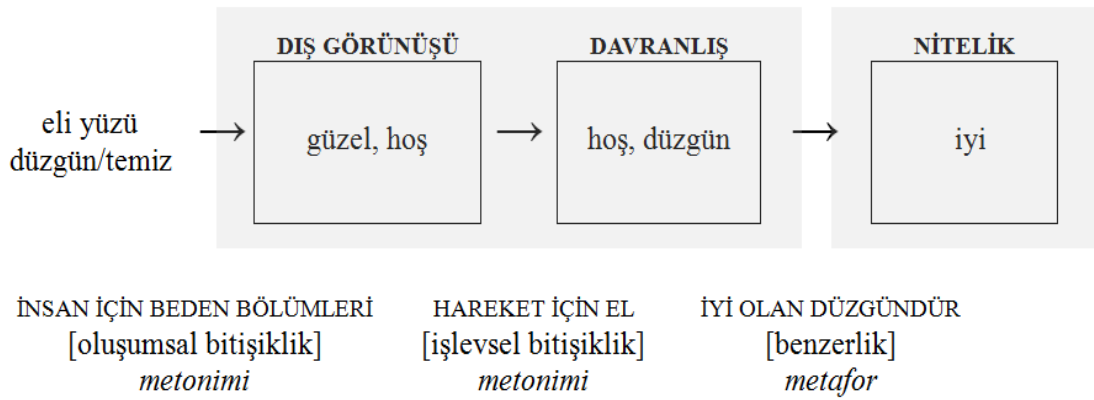 DIŞ GÖRÜNÜŞÜ
DAVRANLIŞ
NİTELİK
eli yüzü
düzgün/temiz
güzel, hoş
hoş, düzgün
iyi
İNSAN İÇİN BEDEN BÖLÜMLERİ
[oluşumsal bitişiklik]
metonimi
HAREKET İÇİN EL
[işlevsel bitişiklik]
metonimi
İYİ OLAN DÜZGÜNDÜR
[benzerlik]
metafor